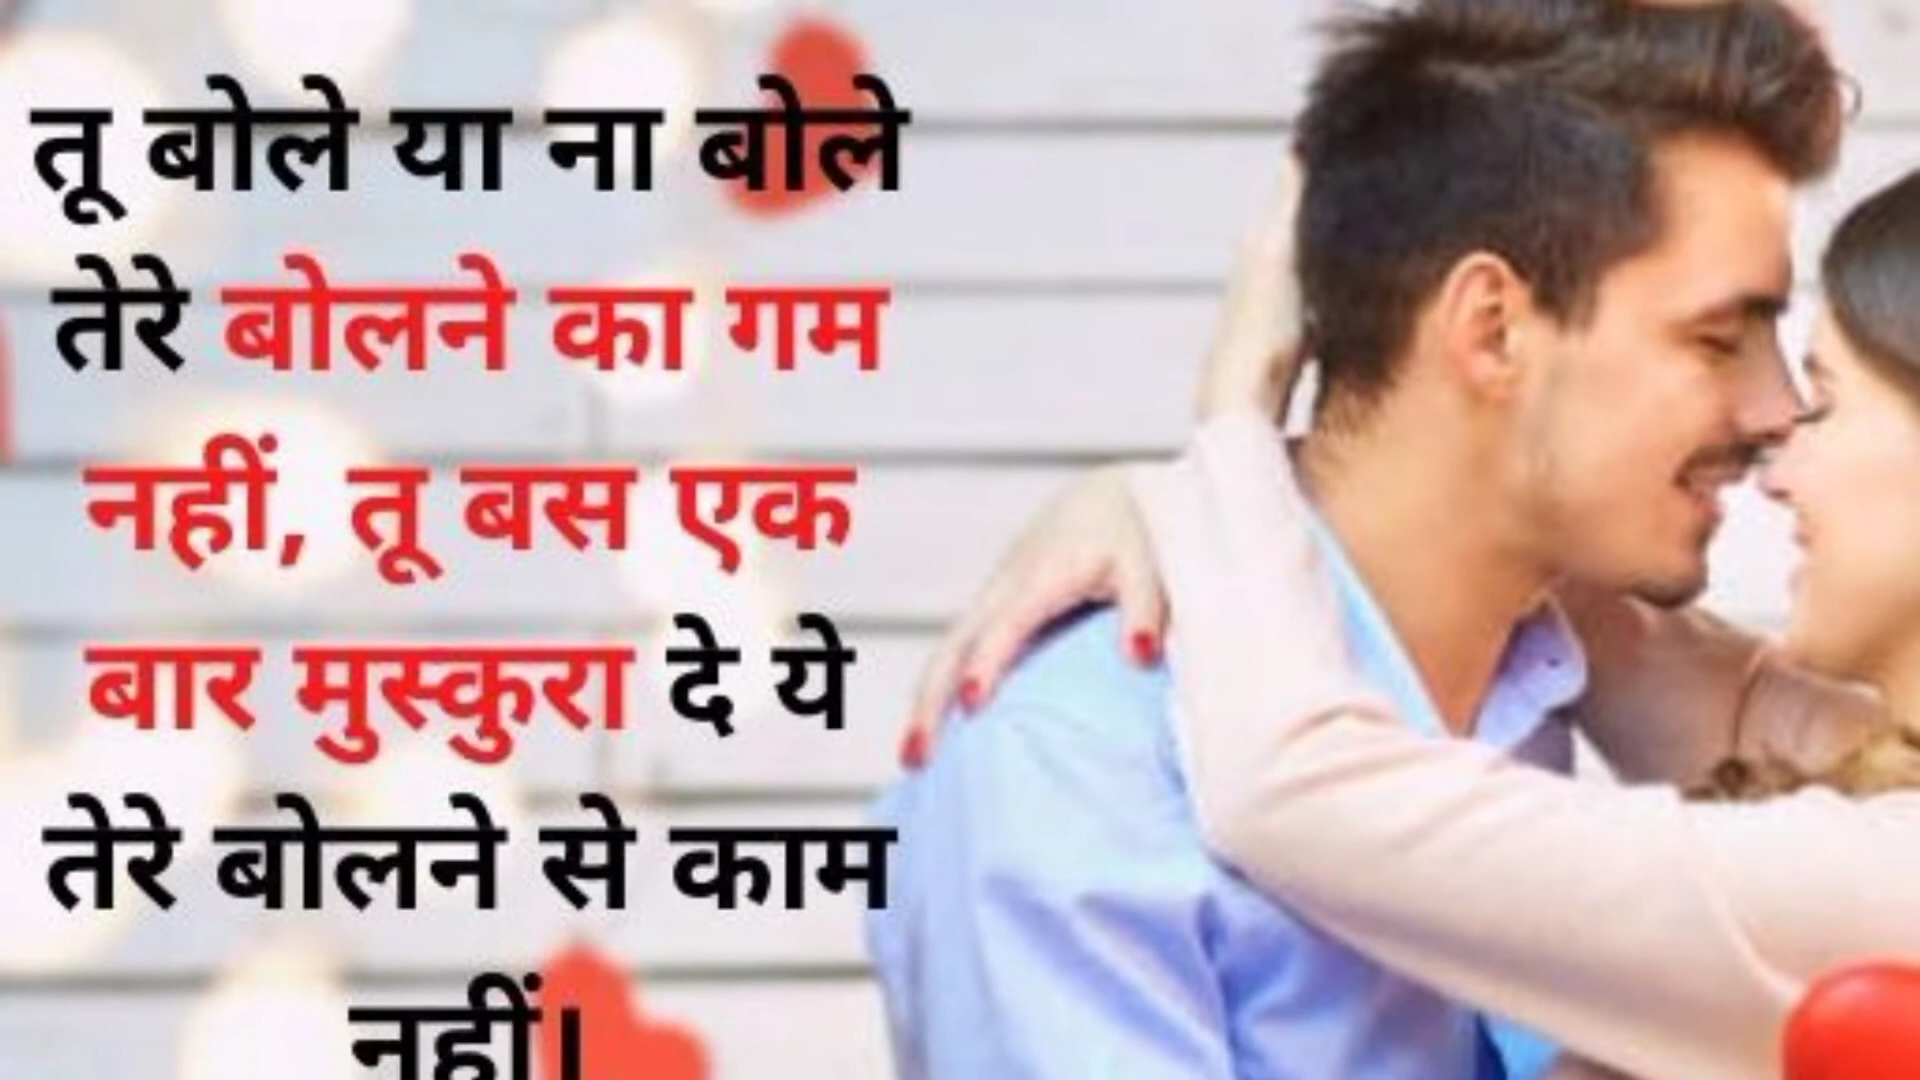 तू बोले या ना बोले
तेरे बोलने का गम
नहीं, तू बस एक
बार मुस्कुरा दे ये
तेरे बोलने से काम
नहीं।